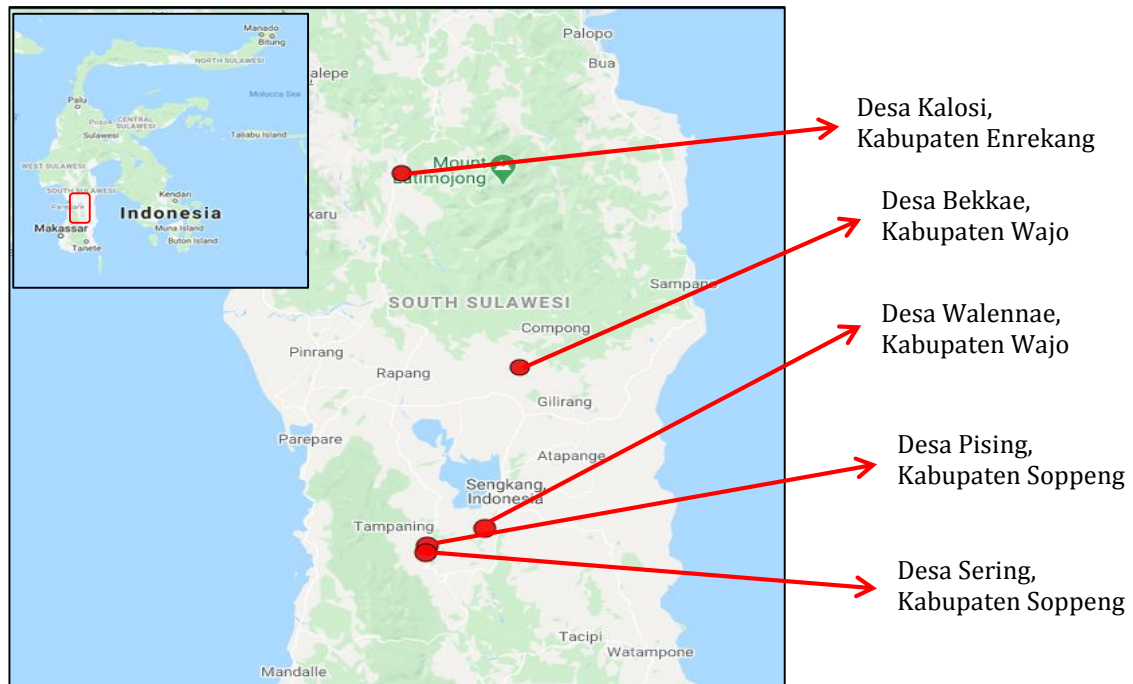 Manado
Bitung
NORTH SULAWESI
Molucca Sea
Palu
Poson
CENTRAL
SULAWESI
Sulawesi
Taliabu Island
WEST SULAWESI
SOUTH SULAWESI
Parepare
Kendari
Indonesia
Makassar
Muna Island
Buton Island
Tanete
Palopo
Bua
alepe
Mount
Latimojong
karu
Sampano
SOUTH SULAWESI
Compong
Pinrang
Rapang
Gilirang
Parepare
Atapange
Sengkang,
Indonesia
Tampaning
Tacipi
Watampone
Mandalle
Desa Kalosi,
Kabupaten Enrekang
Desa Bekkae,
Kabupaten Wajo
Desa Walennae,
Kabupaten Wajo
Desa Pising,
Kabupaten Soppeng
Desa Sering,
Kabupaten Soppeng